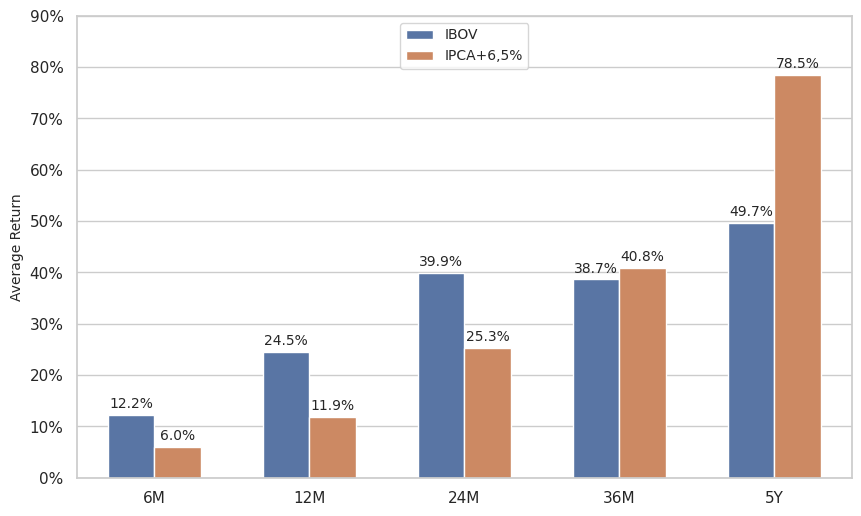 IBOV
IPCA+6,5%
Average Return
90%
80%
70%
60%
50%
40%
30%
20%
10%
0%
12.2%
6.0%
24.5%
11.9%
39.9%
25.3%
38.7%
40.8%
49.7%
78.5%
6M
12M
24M
36M
5Y